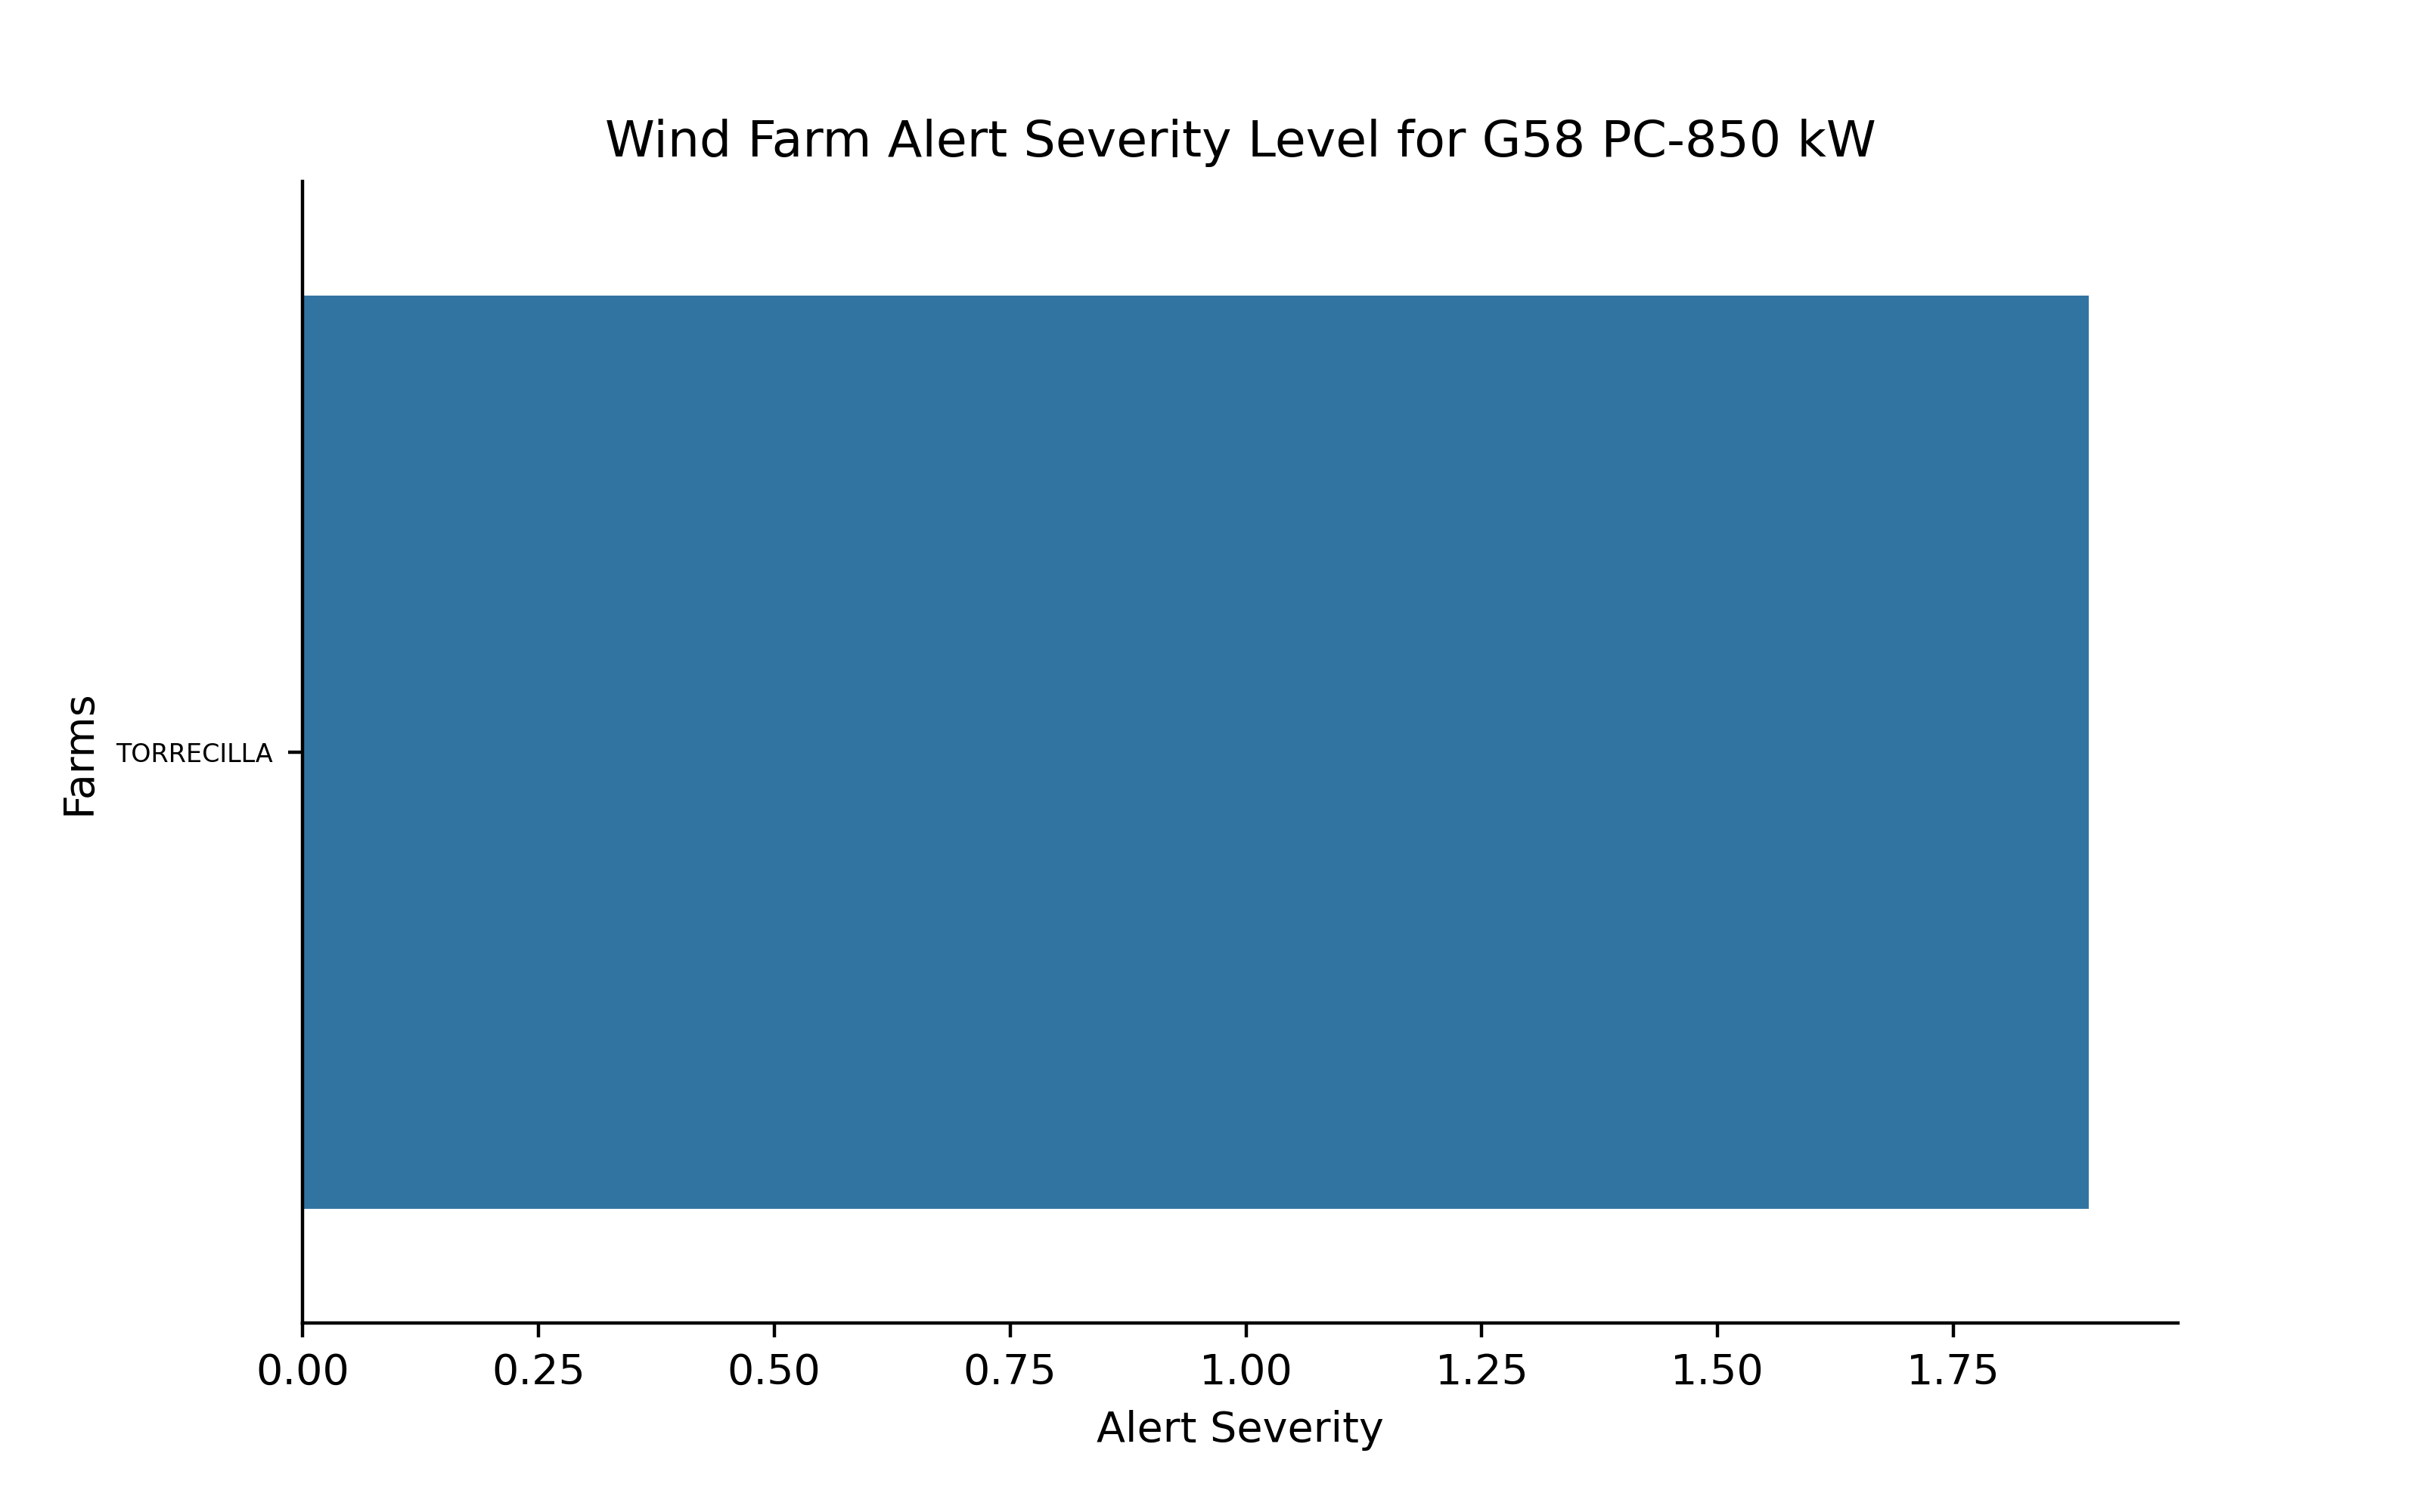 Wind Farm Alert Severity Level for G58 PC-850 kW
Farms
TORRECILLA
0.00 0.25 0.50 0.75 1.00 1.25 1.50 1.75
Alert Severity